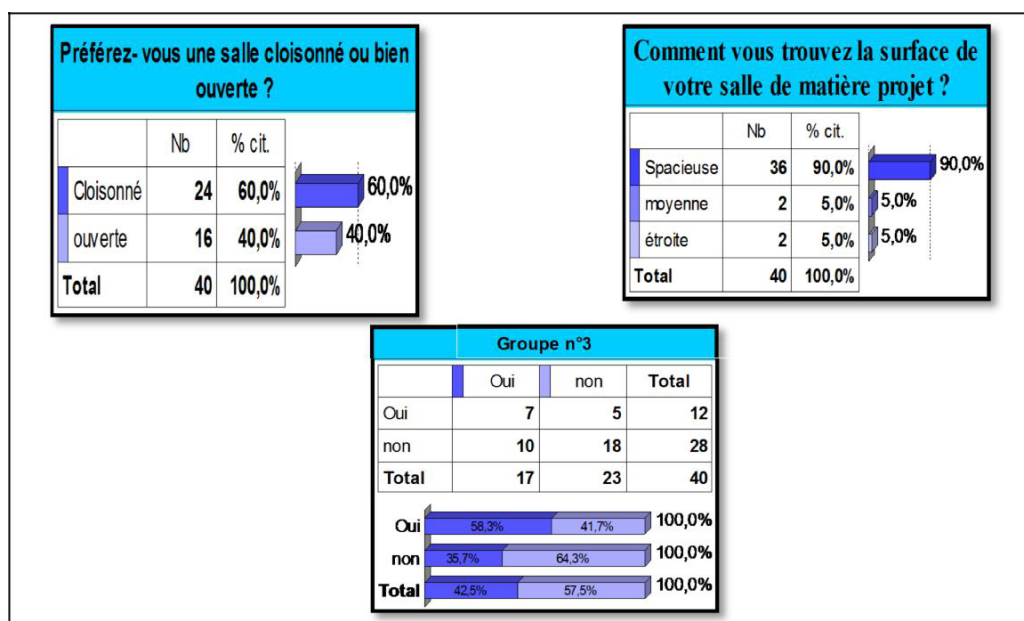 Préférez- vous une salle cloisonné ou bien
ouverte ?
Nb % cit.
Cloisonné 24 60,0%
ouverte 16 40,0%
Total 40 100,0%
60,0%
40,0%
Comment vous trouvez la surface de
votre salle de matière projet ?
Nb % cit.
Spacieuse 36 90,0%
moyenne 2 5,0%
étroite 2 5,0%
Total 40 100,0%
90,0%
5,0%
5,0%
Groupe n°3
Oui non Total
Oui 7 5 12
non 10 18 28
Total 17 23 40
Oui 58,3% 41,7% 100,0%
non 35,7% 64,3% 100,0%
Total 42,5% 57,5% 100,0%